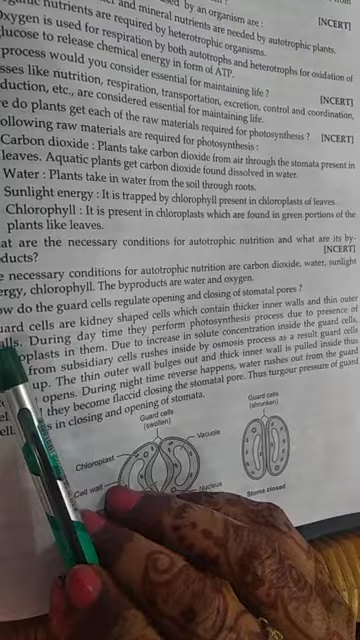 used by an organism are :
and mineral nutrients are needed by autotrophic plants.
nutrients are required by heterotrophic organisms. [NCERT]
Oxygen is used for respiration by both autotrophs and heterotrophs for oxidation of
glucose to release chemical energy in form of ATP.
process would you consider essential for maintaining life ? [NCERT]
sses like nutrition, respiration, transportation, excretion, control and coordination,
duction, etc., are considered essential for maintaining life.
do plants get each of the raw materials required for photosynthesis ? [NCERT]
ollowing raw materials are required for photosynthesis :
Carbon dioxide : Plants take carbon dioxide from air through the stomata present in
leaves. Aquatic plants get carbon dioxide found dissolved in water.
Water : Plants take in water from the soil through roots.
Sunlight energy : It is trapped by chlorophyll present in chloroplasts of leaves.
Chlorophyll : It is present in chloroplasts which are found in green portions of the
plants like leaves.
at are the necessary conditions for autotrophic nutrition and what are its by-
ducts? [NCERT]
e necessary conditions for autotrophic nutrition are carbon dioxide, water, sunlight
ergy, chlorophyll. The byproducts are water and oxygen.
ow do the guard cells regulate opening and closing of stomatal pores ?
uard cells are kidney shaped cells which contain thicker inner walls and thin outer
lls. During day time they perform photosynthesis process due to presence of
oplasts in them. Due to increase in solute concentration inside the guard cells,
from subsidiary cells rushes inside by osmosis process as a result guard cells
up. The thin outer wall bulges out and thick inner wall is pulled inside thus
opens. During night time reverse happens, water rushes out from the guard
they become flaccid closing the stomatal pore. Thus turgour pressure of guard
in closing and opening of stomata.
Guard cells
(swollen)
Guard cells
(shrunken)
Chloroplast
Vacuole
Cell wall
Nucleus
Stoma closed